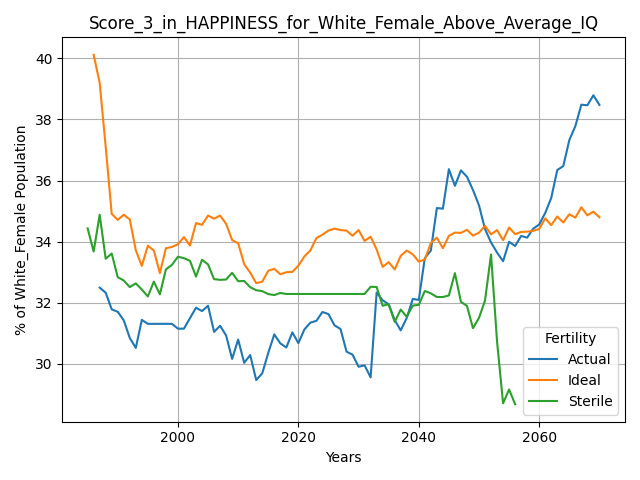 Score_3_in_HAPPINESS_for_White_Female_Above_Average_IQ
% of White_Female Population
40
38
36
34
32
30
2000
2020
2040
2060
Years
Fertility
Actual
Ideal
Sterile